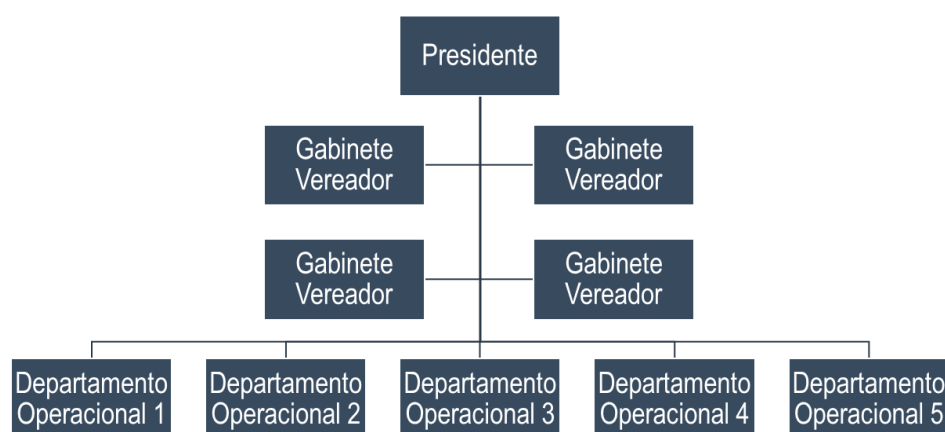 Presidente
Gabinete
Vereador
Gabinete
Vereador
Gabinete
Vereador
Gabinete
Vereador
Departamento
Operacional 1
Departamento
Operacional 2
Departamento
Operacional 3
Departamento
Operacional 4
Departamento
Operacional 5